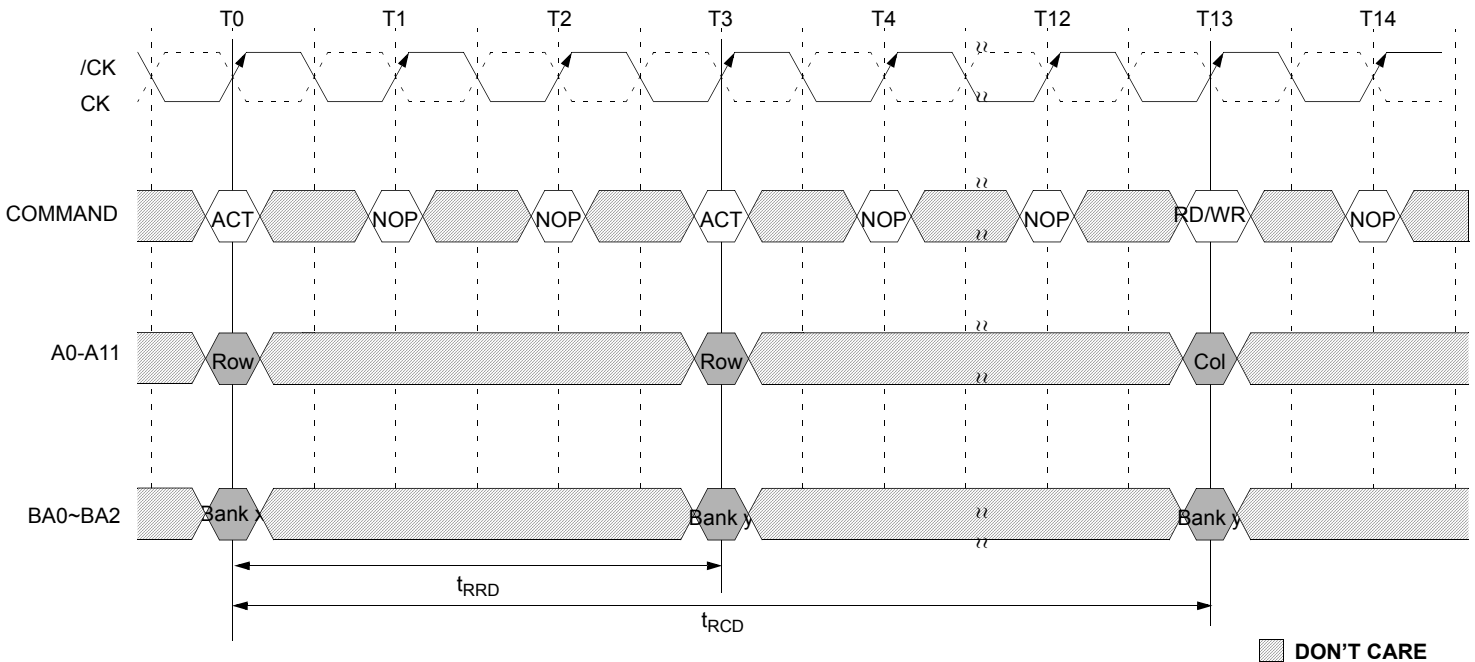 T0 T1 T2 T3 T4 T12 T13 T14
/CK
CK
COMMAND ACT NOP NOP ACT NOP NOP RD/WR NOP
A0-A11 Row Row Col
BA0~BA2 Bank x Bank y Bank y
tRRD
tRCD
DON'T CARE